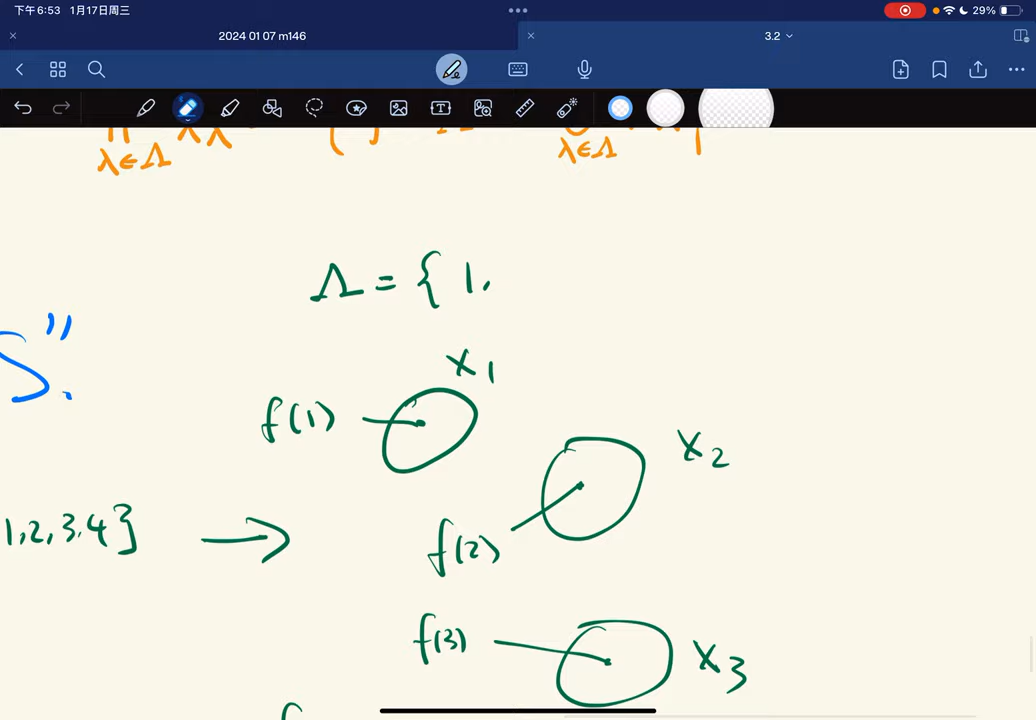 下午6:53 1月17日周三
29%
2024 01 07 m146
3.2
λ∈Λ
λ∈Λ
Λ = { 1.
S."
X1
f(1)
X2
1,2,3,4}
f(2)
f(3)
X3